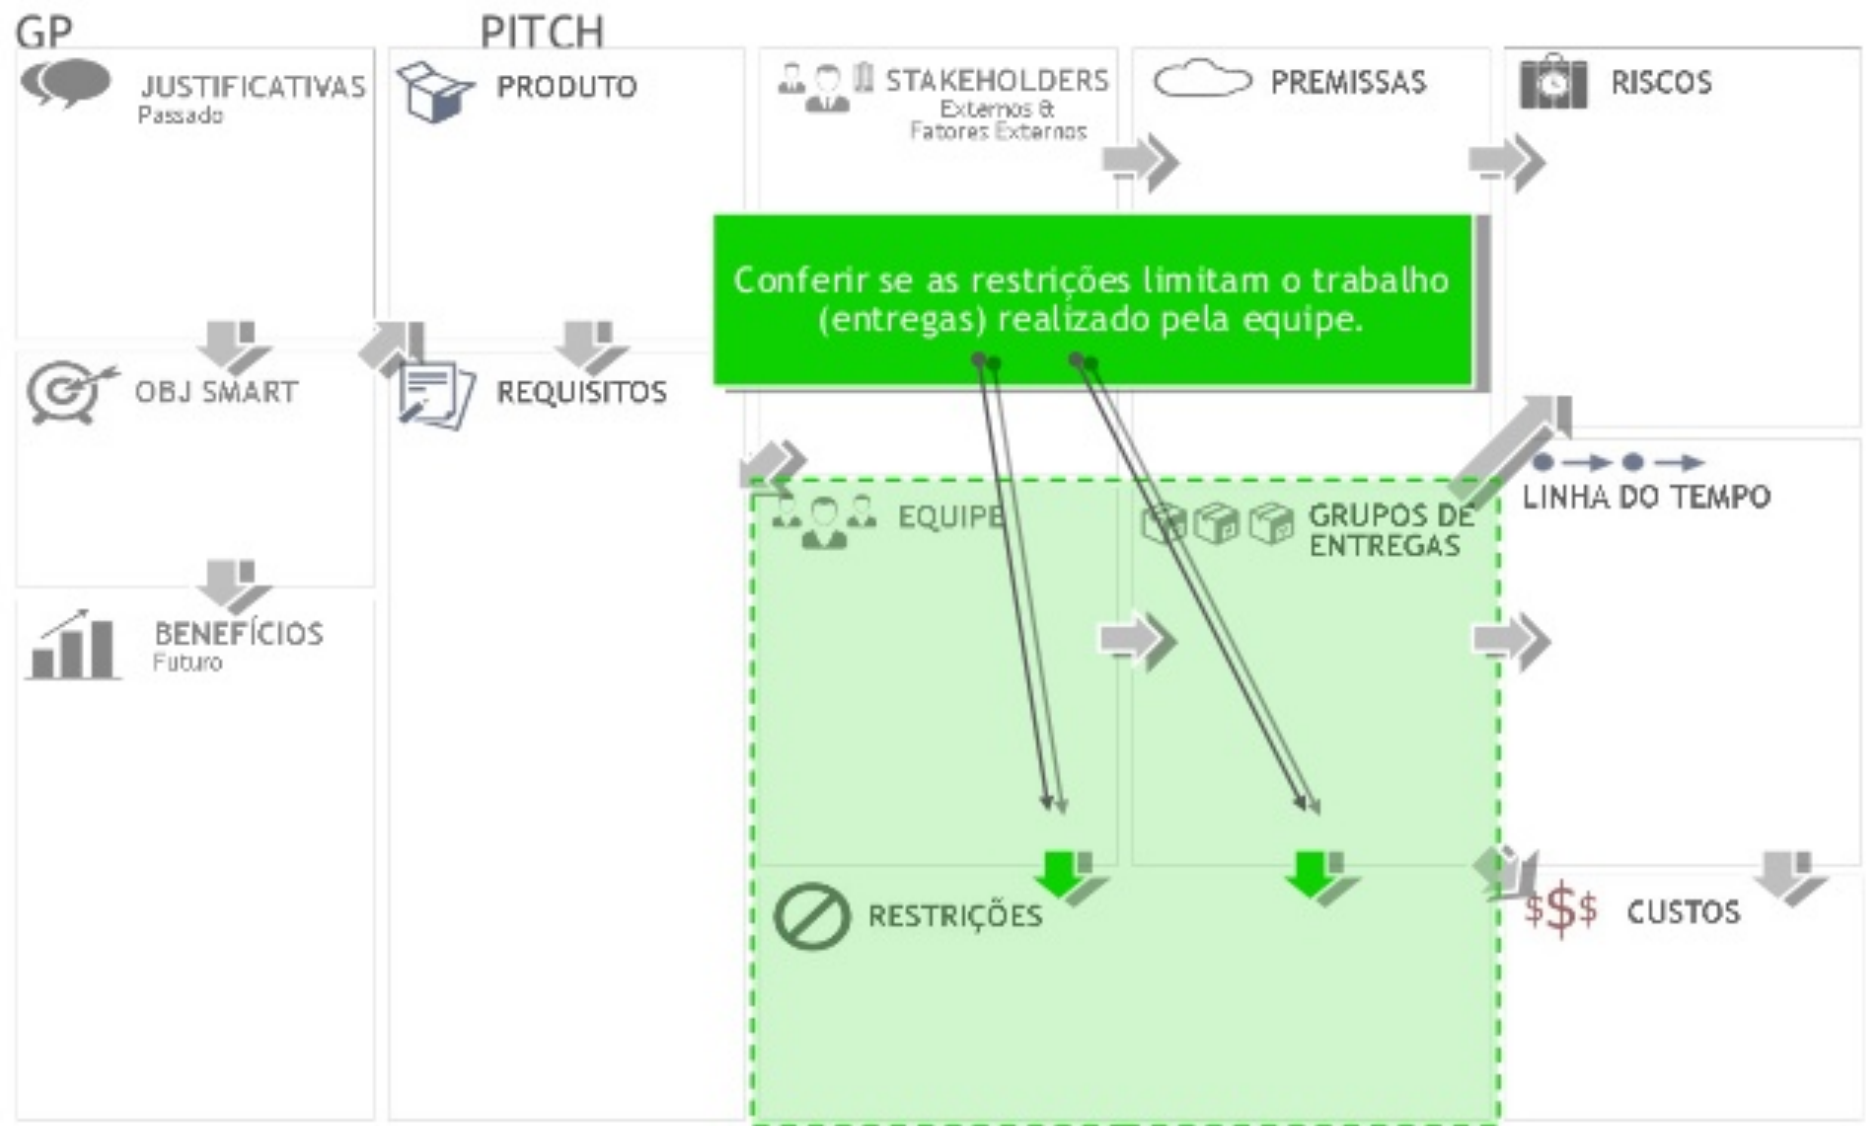 GP
PITCH
JUSTIFICATIVAS
Passado
PRODUTO
STAKEHOLDERS
Externos &
Fatores Externos
PREMISSAS
RISCOS
Conferir se as restrições limitam o trabalho
(entregas) realizado pela equipe.
OBJ SMART
REQUISITOS
BENEFÍCIOS
Futuro
EQUIPE
GRUPOS DE
ENTREGAS
LINHA DO TEMPO
RESTRIÇÕES
$$$ CUSTOS